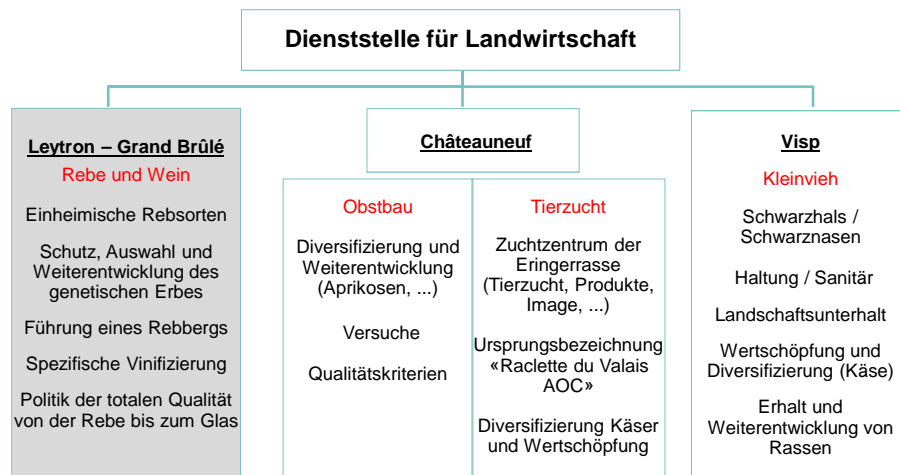 Dienststelle für Landwirtschaft
Leytron – Grand Brûlé
Rebe und Wein
Einheimische Rebsorten
Schutz, Auswahl und
Weiterentwicklung des
genetischen Erbes
Führung eines Rebbergs
Spezifische Vinifizierung
Politik der totalen Qualität
von der Rebe bis zum Glas
Châteauneuf
Obstbau
Diversifizierung und
Weiterentwicklung
(Aprikosen, ...)
Versuche
Qualitätskriterien
Tierzucht
Zuchtzentrum der
Eringerrasse
(Tierzucht, Produkte,
Image, ...)
Ursprungsbezeichnung
«Raclette du Valais
AOC»
Diversifizierung Käser
und Wertschöpfung
Visp
Kleinvieh
Schwarzhals /
Schwarznasen
Haltung / Sanitär
Landschaftsunterhalt
Wertschöpfung und
Diversifizierung (Käse)
Erhalt und
Weiterentwicklung von
Rassen